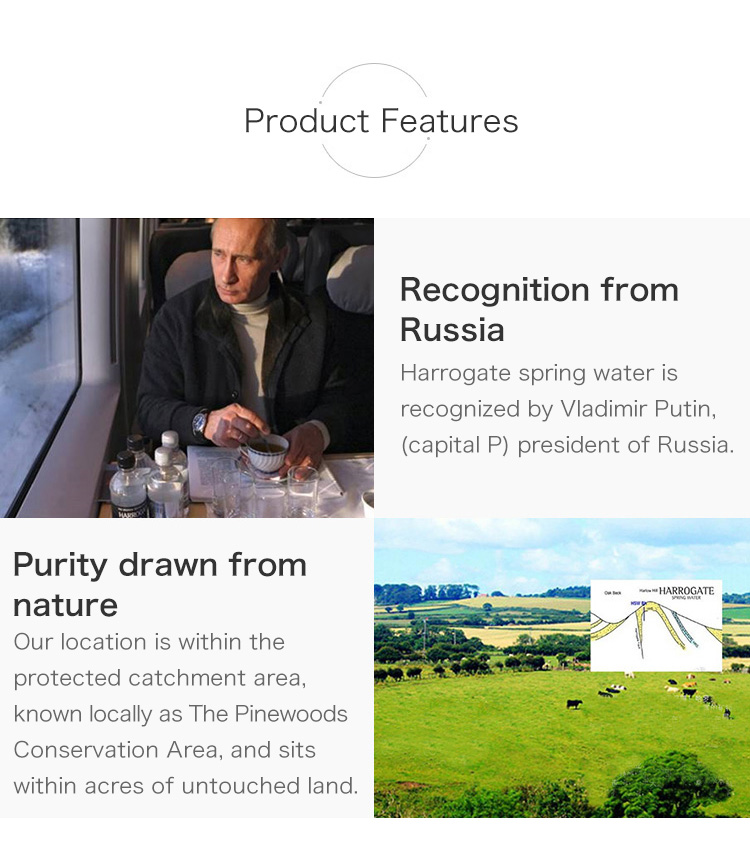 Product Features
Recognition from
Russia
Harrogate spring water is
recognized by Vladimir Putin,
(capital P) president of Russia.
Purity drawn from
nature
Our location is within the
protected catchment area,
known locally as The Pinewoods
Conservation Area, and sits
within acres of untouched land.
Oak Beck
Harlow Hill
HARROGATE
SPRING WATER